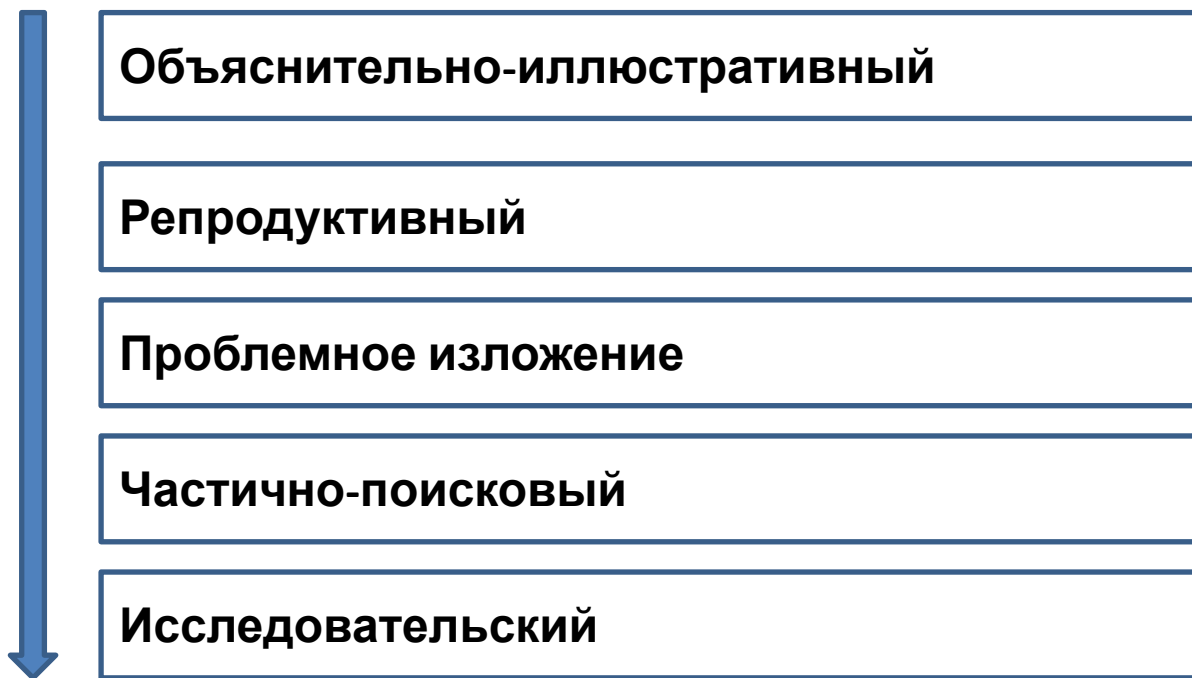 Объяснительно-иллюстративный
Репродуктивный
Проблемное изложение
Частично-поисковый
Исследовательский